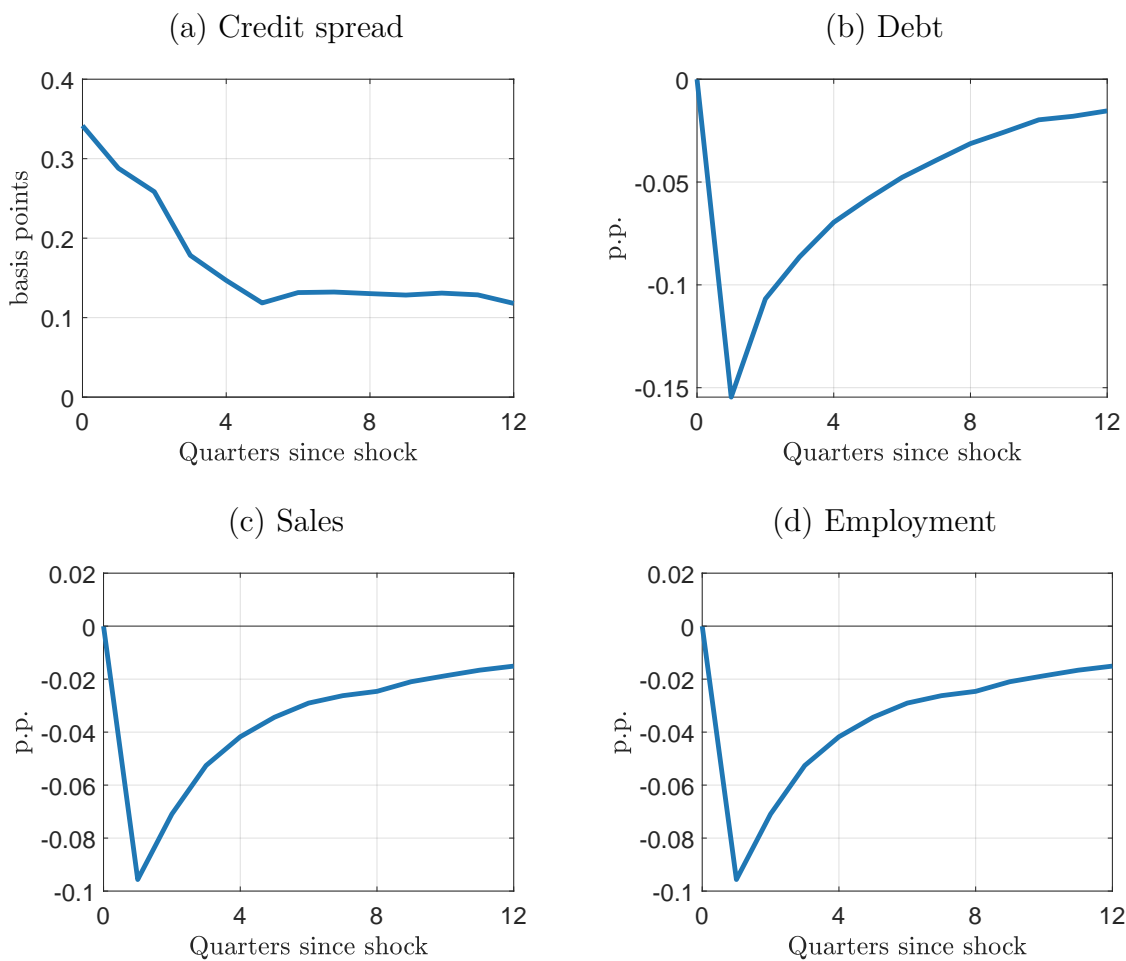 (a) Credit spread
0.4
0.3
0.2
0.1
0
basis points
0 4 8 12
Quarters since shock
(b) Debt
0
-0.05
-0.1
-0.15
p.p.
0 4 8 12
Quarters since shock
(c) Sales
0.02
0
-0.02
-0.04
-0.06
-0.08
-0.1
p.p.
0 4 8 12
Quarters since shock
(d) Employment
0.02
0
-0.02
-0.04
-0.06
-0.08
-0.1
p.p.
0 4 8 12
Quarters since shock